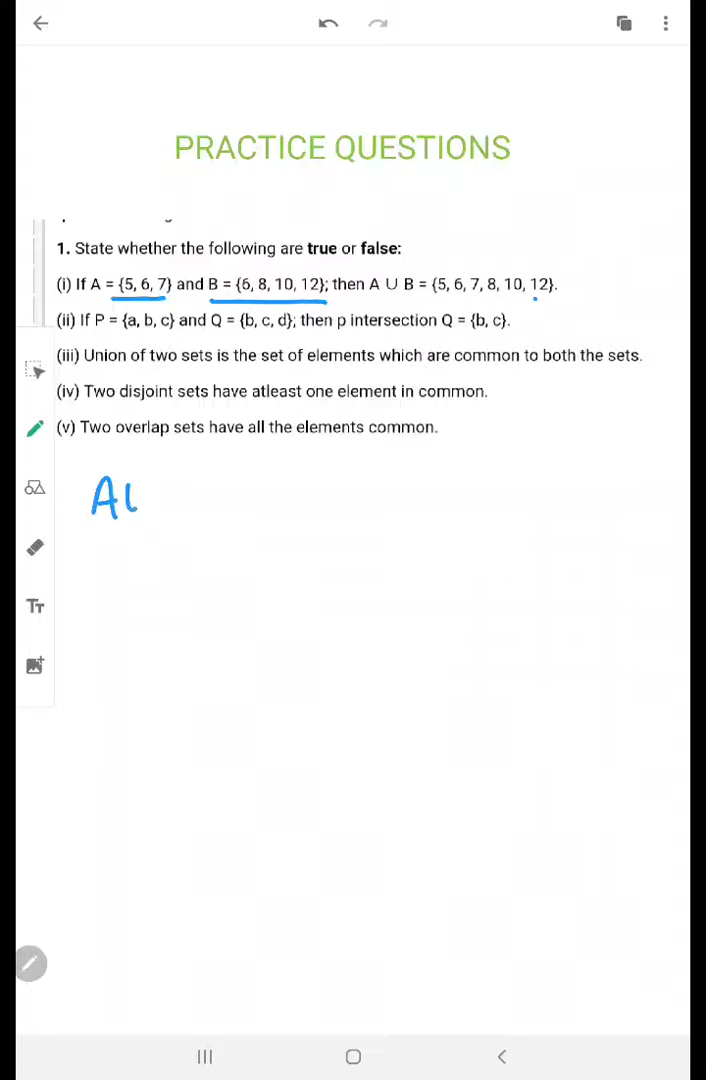 PRACTICE QUESTIONS
1. State whether the following are true or false:
(i) If A = {5, 6, 7} and B = {6, 8, 10, 12}; then A ∪ B = {5, 6, 7, 8, 10, 12}.
(ii) If P = {a, b, c} and Q = {b, c, d}; then p intersection Q = {b, c}.
(iii) Union of two sets is the set of elements which are common to both the sets.
(iv) Two disjoint sets have atleast one element in common.
(v) Two overlap sets have all the elements common.
A
Tт